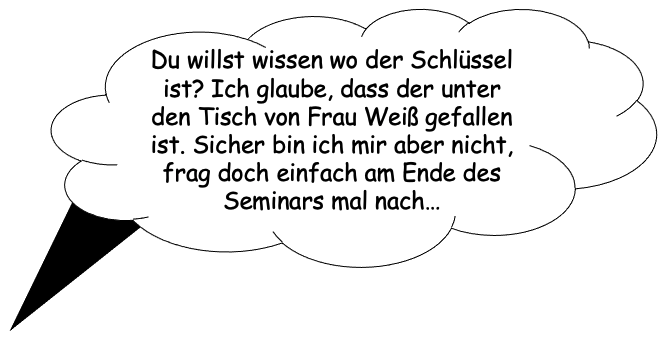 Du willst wissen wo der Schlüssel
ist? Ich glaube, dass der unter
den Tisch von Frau Weiß gefallen
ist. Sicher bin ich mir aber nicht,
frag doch einfach am Ende des
Seminars mal nach…